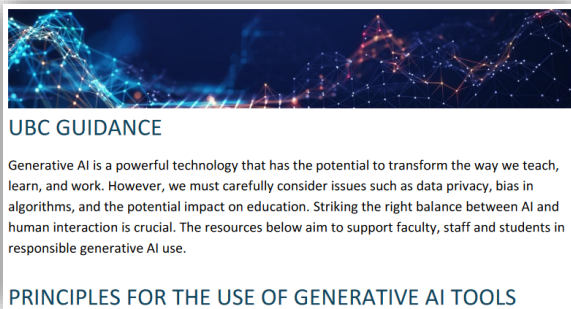 UBC GUIDANCE
Generative AI is a powerful technology that has the potential to transform the way we teach,
learn, and work. However, we must carefully consider issues such as data privacy, bias in
algorithms, and the potential impact on education. Striking the right balance between AI and
human interaction is crucial. The resources below aim to support faculty, staff and students in
responsible generative AI use.
PRINCIPLES FOR THE USE OF GENERATIVE AI TOOLS